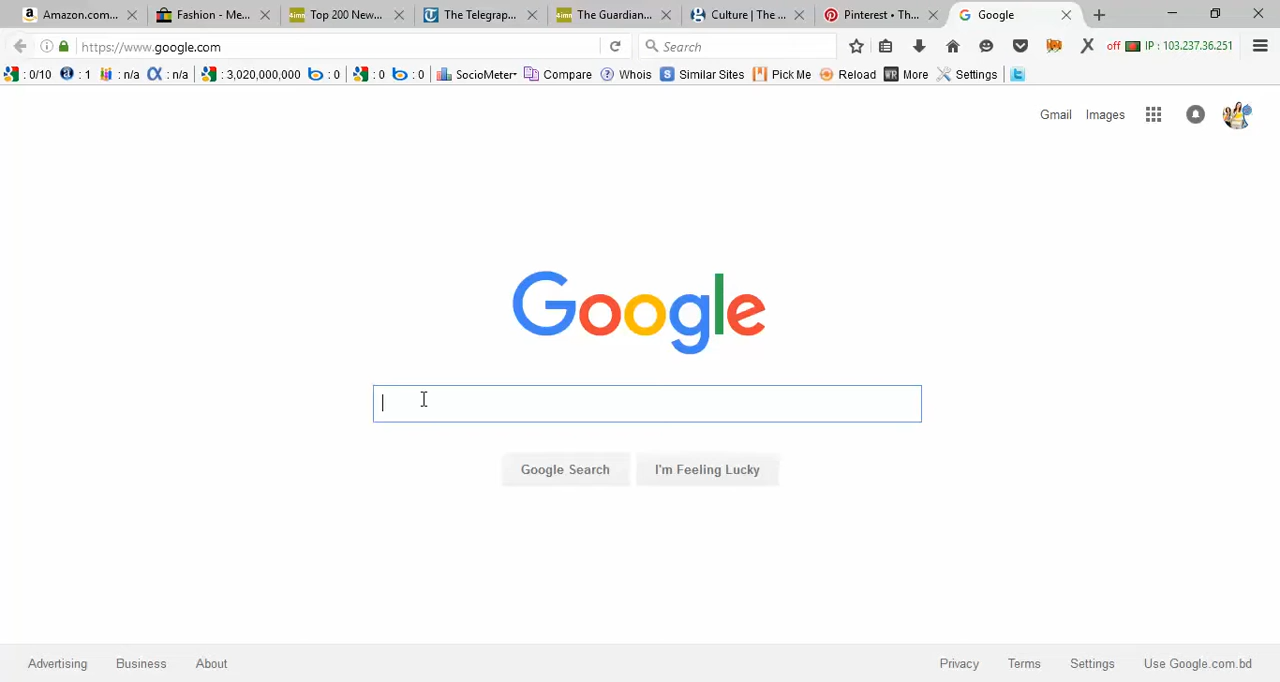 Amazon.com... Fashion - Me... Top 200 New... The Telegrap... The Guardian... Culture | The ... Pinterest • Th... Google
https://www.google.com Search off IP : 103.237.36.251
: 0/10 : 1 : n/a : n/a : 3,020,000,000 : 0 : 0 : 0 SocioMeter Compare Whois Similar Sites Pick Me Reload More Settings
Gmail Images
Google
Google Search I'm Feeling Lucky
Advertising Business About Privacy Terms Settings Use Google.com.bd